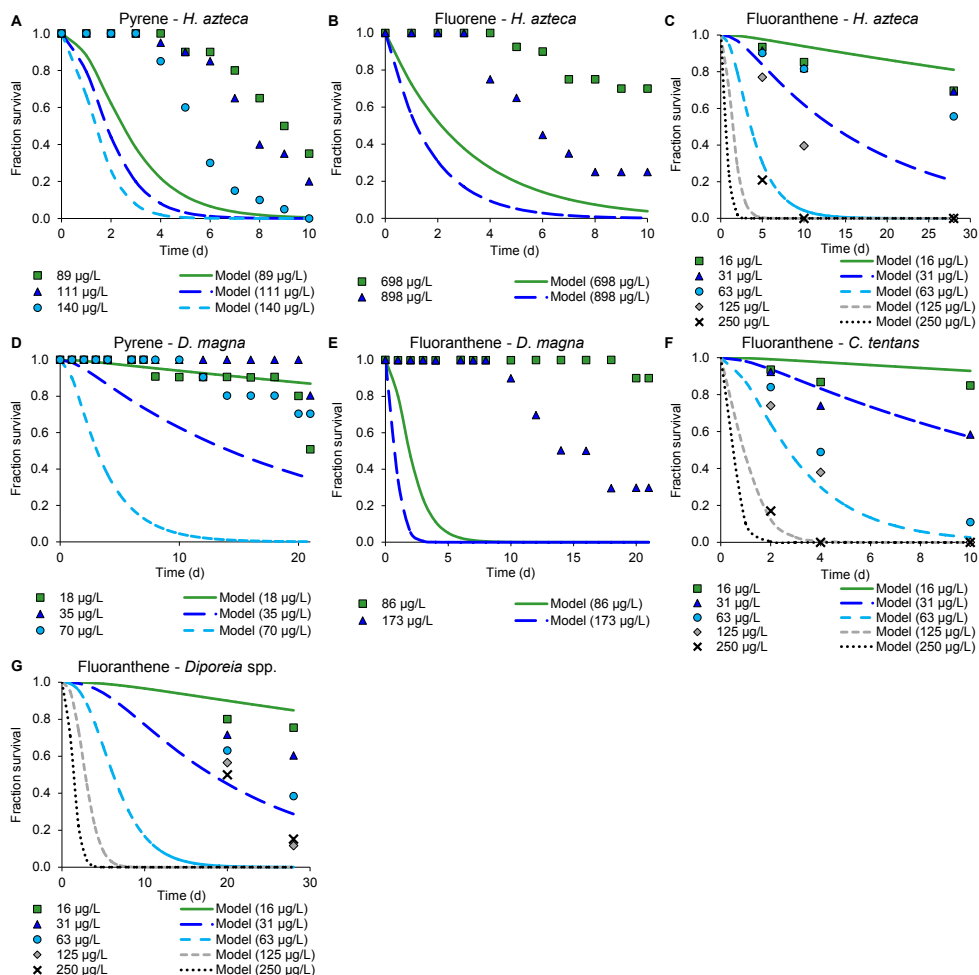 A
Pyrene - H. azteca
Fraction survival
1.0
0.8
0.6
0.4
0.2
0.0
0 2 4 6 8 10
Time (d)
89 µg/L Model (89 µg/L)
111 µg/L Model (111 µg/L)
140 µg/L Model (140 µg/L)
B
Fluorene - H. azteca
Fraction survival
1.0
0.8
0.6
0.4
0.2
0.0
0 2 4 6 8 10
Time (d)
698 µg/L Model (698 µg/L)
898 µg/L Model (898 µg/L)
C
Fluoranthene - H. azteca
Fraction survival
1.0
0.8
0.6
0.4
0.2
0.0
0 5 10 15 20 25 30
Time (d)
16 µg/L Model (16 µg/L)
31 µg/L Model (31 µg/L)
63 µg/L Model (63 µg/L)
125 µg/L Model (125 µg/L)
250 µg/L Model (250 µg/L)
D
Pyrene - D. magna
Fraction survival
1.0
0.8
0.6
0.4
0.2
0.0
0 10 20
Time (d)
18 µg/L Model (18 µg/L)
35 µg/L Model (35 µg/L)
70 µg/L Model (70 µg/L)
E
Fluoranthene - D. magna
Fraction survival
1.0
0.8
0.6
0.4
0.2
0.0
0 5 10 15 20
Time (d)
86 µg/L Model (86 µg/L)
173 µg/L Model (173 µg/L)
F
Fluoranthene - C. tentans
Fraction survival
1.0
0.8
0.6
0.4
0.2
0.0
0 2 4 6 8 10
Time (d)
16 µg/L Model (16 µg/L)
31 µg/L Model (31 µg/L)
63 µg/L Model (63 µg/L)
125 µg/L Model (125 µg/L)
250 µg/L Model (250 µg/L)
G
Fluoranthene - Diporeia spp.
Fraction survival
1.0
0.8
0.6
0.4
0.2
0.0
0 10 20 30
Time (d)
16 µg/L Model (16 µg/L)
31 µg/L Model (31 µg/L)
63 µg/L Model (63 µg/L)
125 µg/L Model (125 µg/L)
250 µg/L Model (250 µg/L)